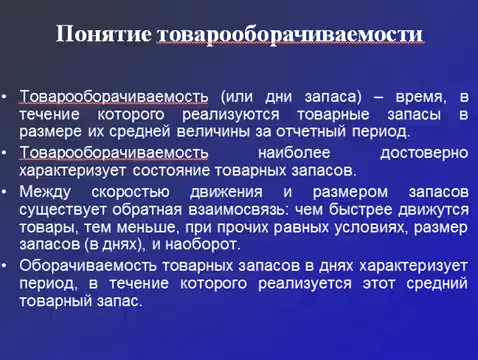 Понятие товарооборачиваемости
• Товарооборачиваемость (или дни запаса) – время, в
течение которого реализуются товарные запасы в
размере их средней величины за отчетный период.
• Товарооборачиваемость наиболее достоверно
характеризует состояние товарных запасов.
• Между скоростью движения и размером запасов
существует обратная взаимосвязь: чем быстрее движутся
товары, тем меньше, при прочих равных условиях, размер
запасов (в днях), и наоборот.
• Оборачиваемость товарных запасов в днях характеризует
период, в течение которого реализуется этот средний
товарный запас.